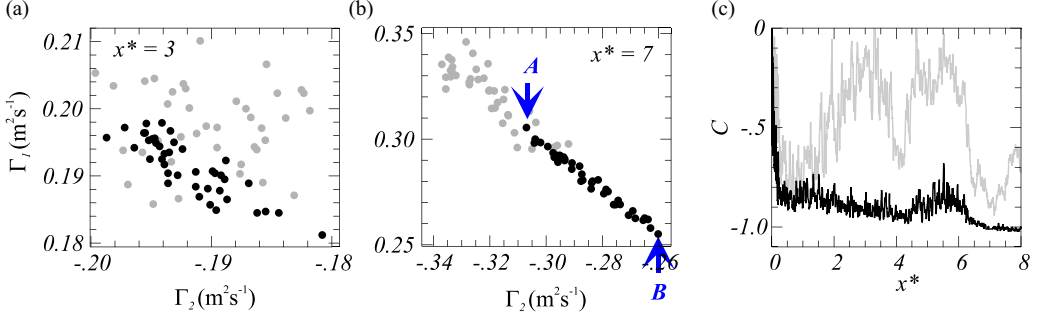 (a)
x* = 3
0.21
0.20
0.19
0.18
Γ1 (m²s⁻¹)
-.20
-.19
-.18
Γ2 (m²s⁻¹)
(b)
x* = 7
A
B
0.35
0.30
0.25
-.34
-.32
-.30
-.28
-.26
Γ2 (m²s⁻¹)
(c)
0
-.5
-1.0
C
0
2
4
6
8
x*